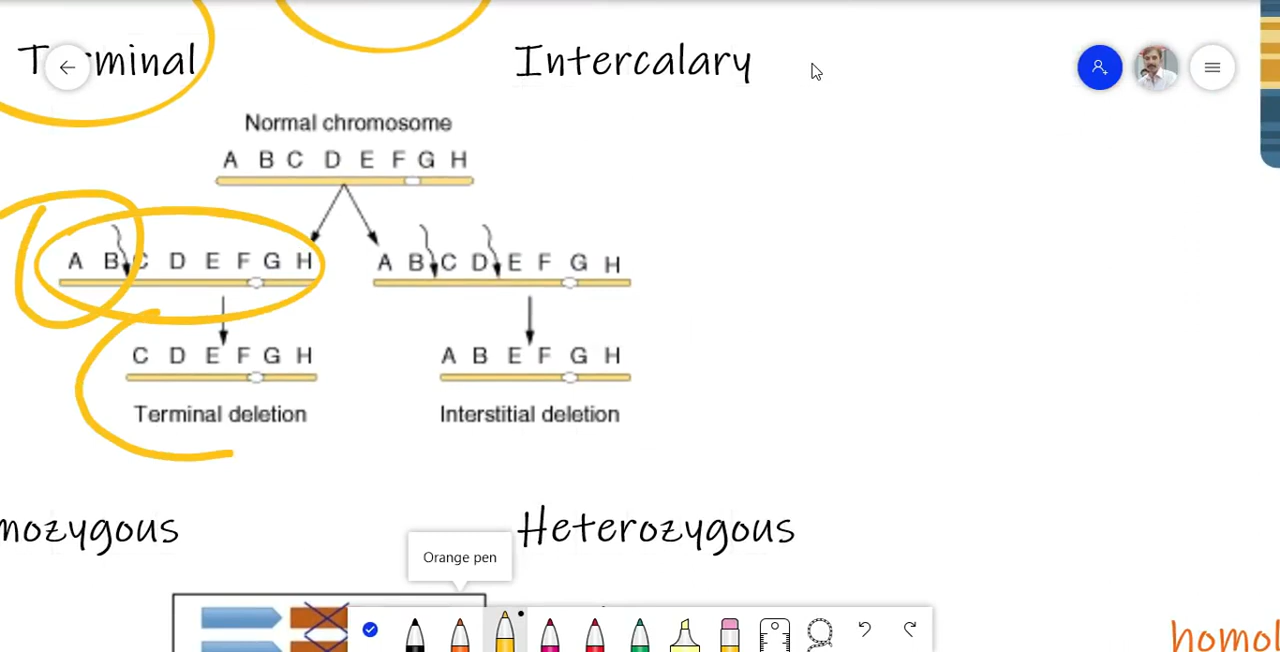 Terminal
Intercalary
Normal chromosome
A B C D E F G H
A B C D E F G H
A B C D E F G H
C D E F G H
A B E F G H
Terminal deletion
Interstitial deletion
mozygous
Heterozygous
Orange pen
homol